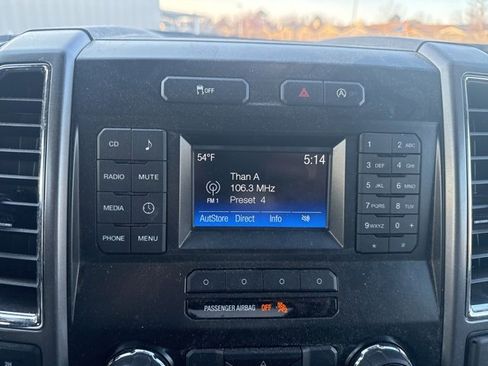 OFF
A
CD
RADIO MUTE
MEDIA
PHONE MENU
54°F 5:14
Than A
106.3 MHz
FM 1
Preset 4
AutStore Direct Info
1 2 ABC
3 DEF 4 GHI
5 JKL 6 MNO
7 PQRS 8 TUV
9 WXYZ 0 +
* #
PASSENGER AIRBAG OFF